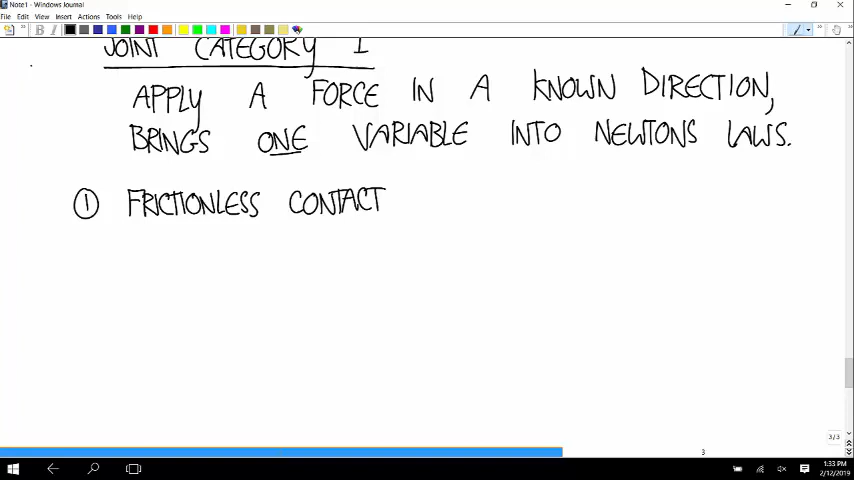 Note1 - Windows Journal
File Edit View Insert Actions Tools Help
B I
JOINT CATEGORY 1
APPLY A FORCE IN A KNOWN DIRECTION,
BRINGS ONE VARIABLE INTO NEWTONS LAWS.
① FRICTIONLESS CONTACT
3/3
3
1:33 PM
2/12/2019